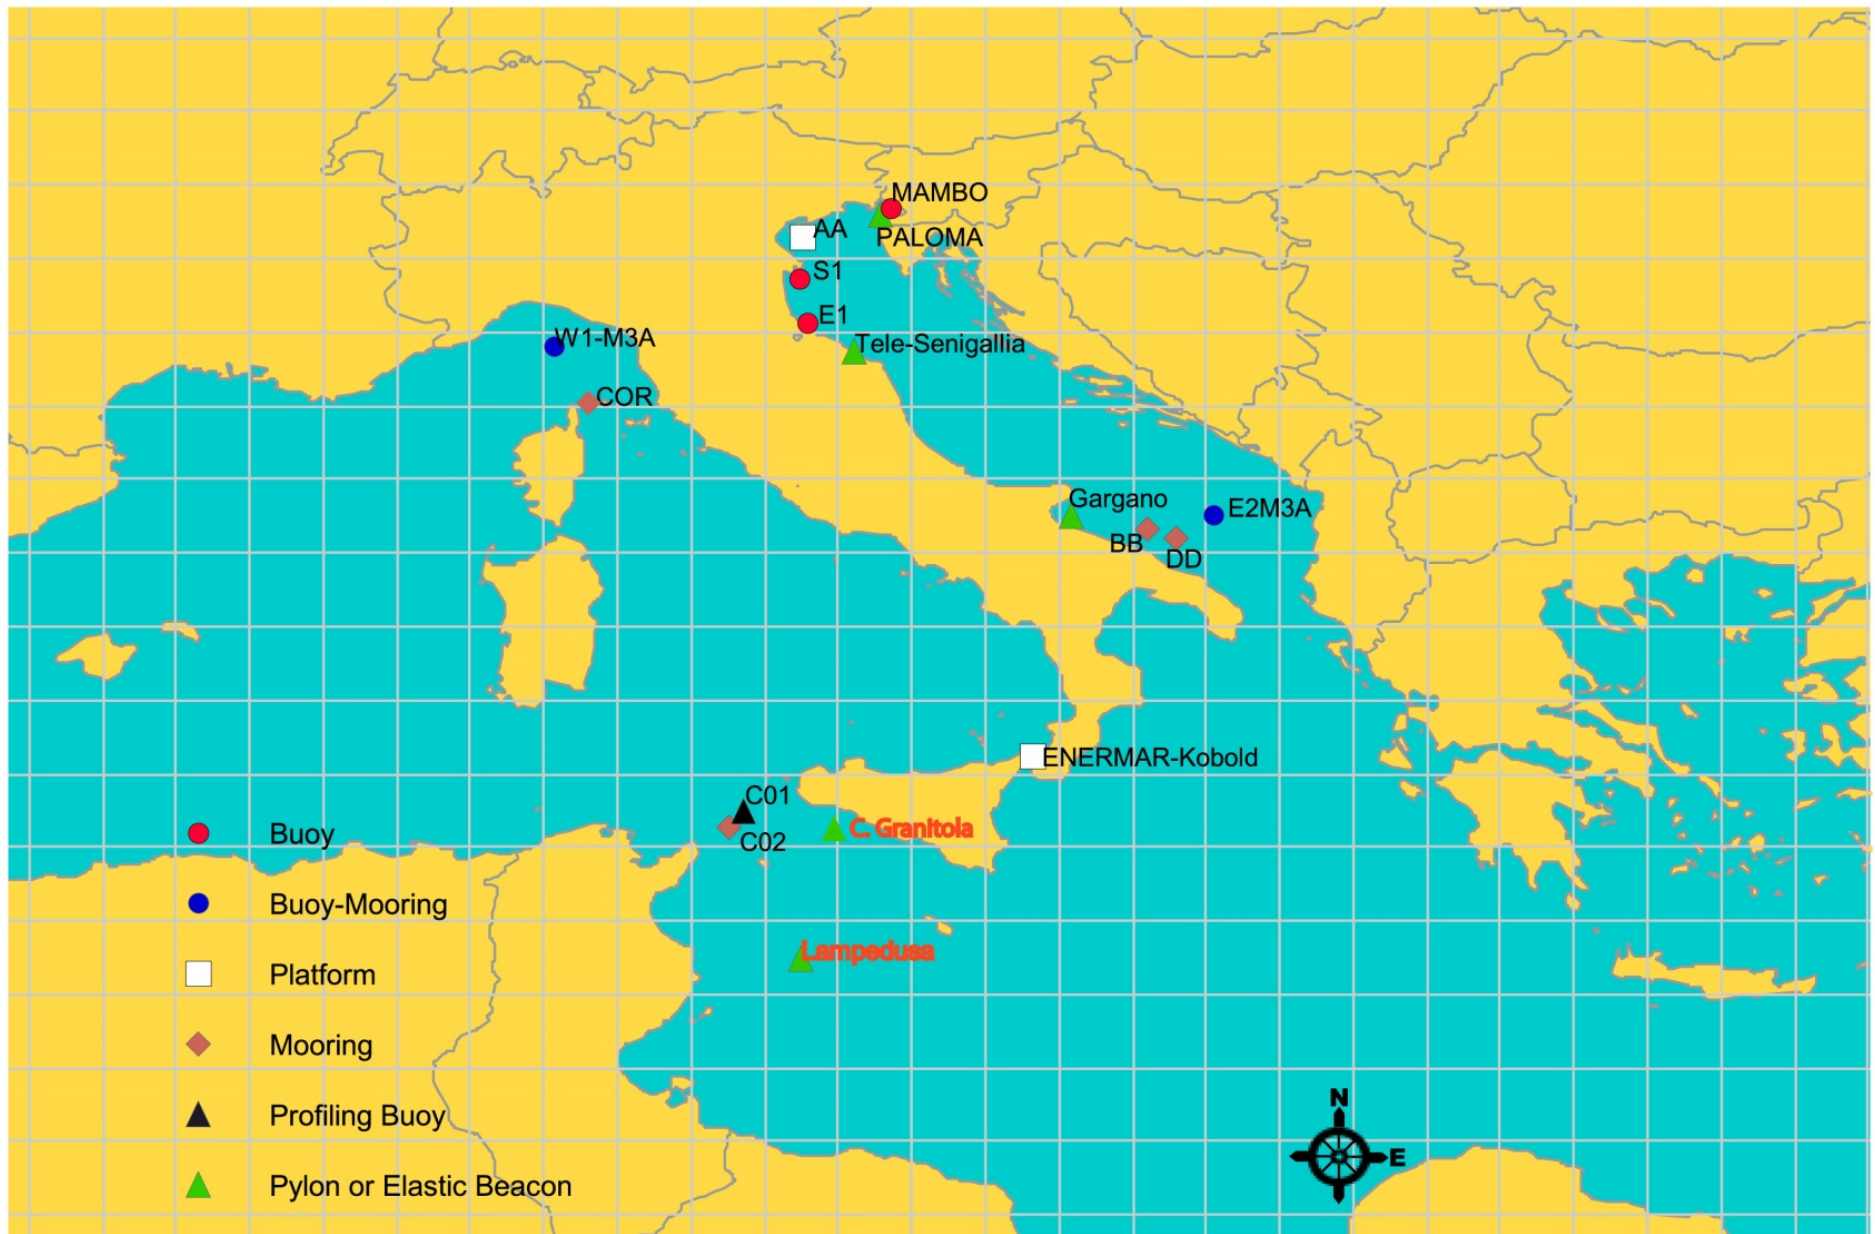 MAMBO
AA
PALOMA
S1
E1
W1-M3A
Tele-Senigallia
COR
Gargano
E2M3A
BB
DD
ENERMAR-Kobold
C01
C. Granitola
C02
Lampedusa
Buoy
Buoy-Mooring
Platform
Mooring
Profiling Buoy
Pylon or Elastic Beacon
N
E